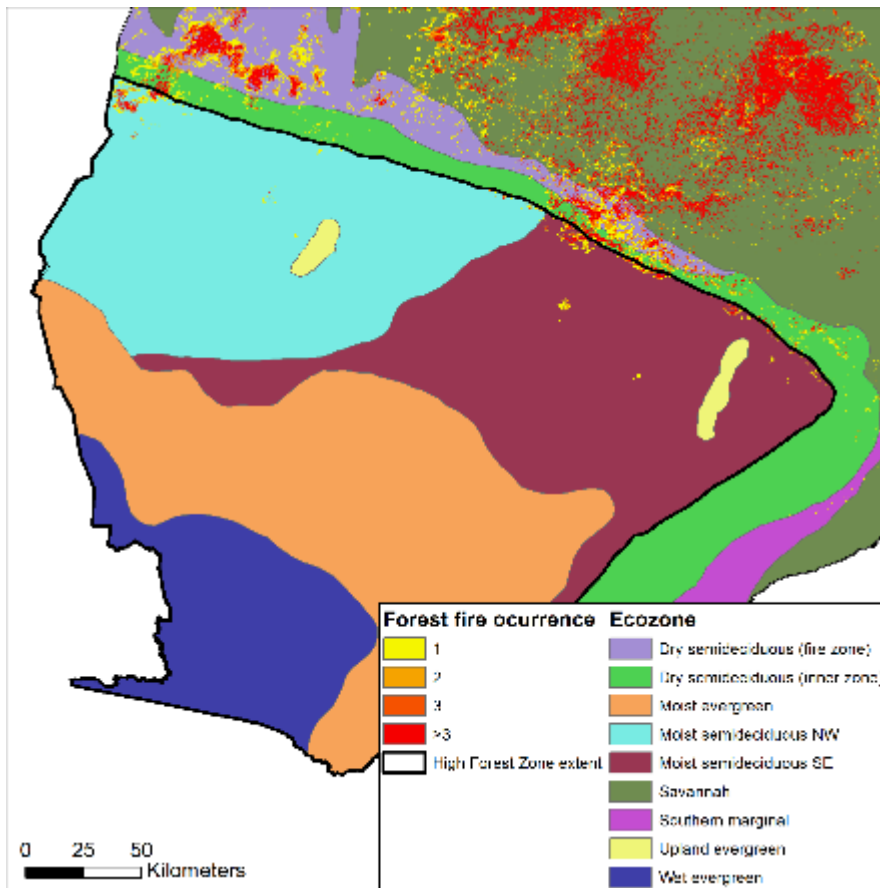 Forest fire ocurrence
1
2
3
>3
High Forest Zone extent
Ecozone
Dry semideciduous (fire zone)
Dry semideciduous (inner zone)
Moist evergreen
Moist semideciduous NW
Moist semideciduous SE
Savannah
Southern marginal
Upland evergreen
Wet evergreen
0 25 50
Kilometers